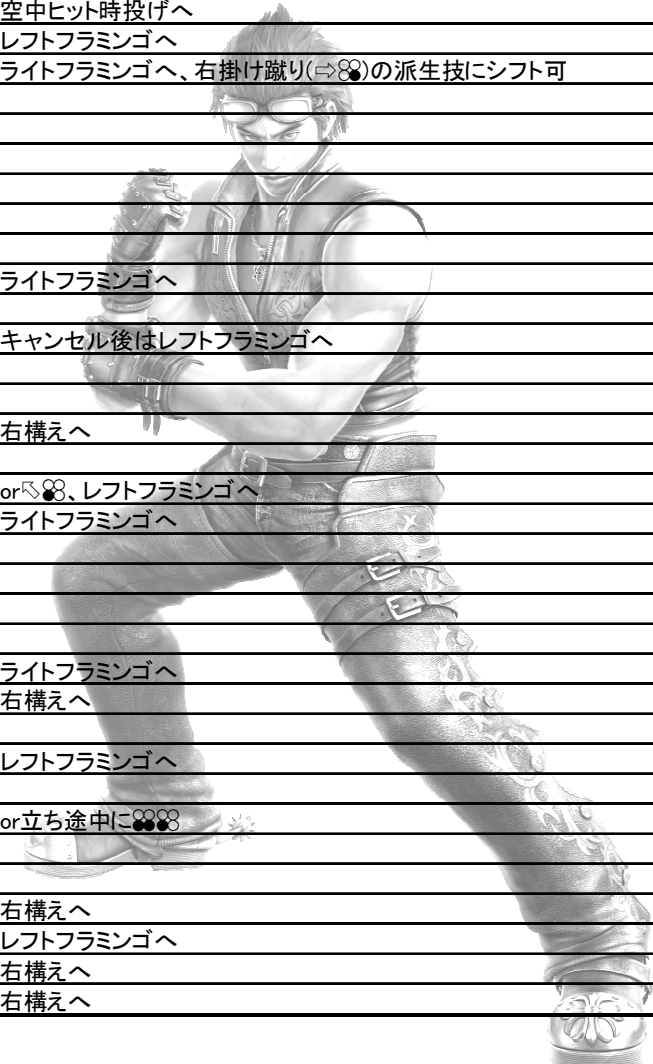 空中ヒット時投げへ
レフトフラミンゴへ
ライトフラミンゴへ、右掛け蹴り(⇨)の派生技にシフト可
ライトフラミンゴへ
キャンセル後はレフトフラミンゴへ
右構えへ
or⇖、レフトフラミンゴへ
ライトフラミンゴへ
ライトフラミンゴへ
右構えへ
レフトフラミンゴへ
or立ち途中に
右構えへ
レフトフラミンゴへ
右構えへ
右構えへ